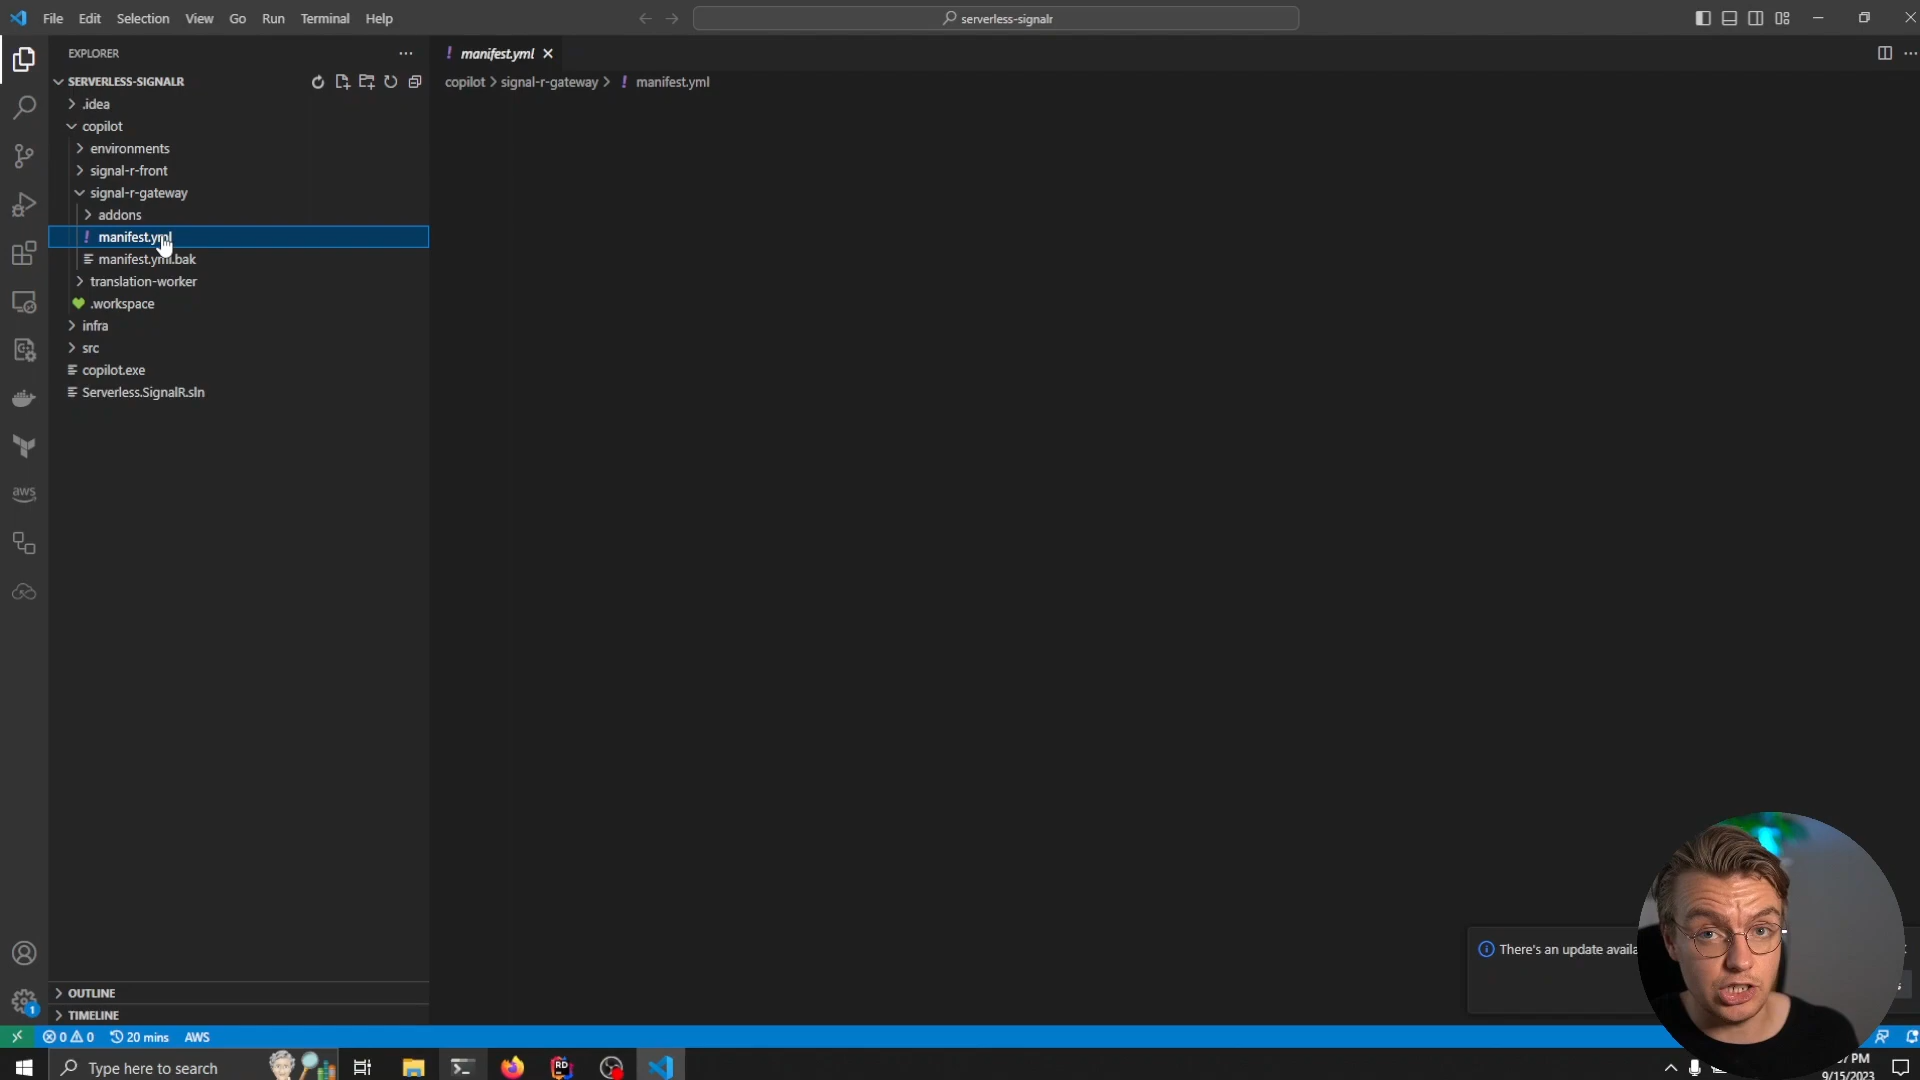 File Edit Selection View Go Run Terminal Help
serverless-signalr
EXPLORER
manifest.yml
SERVERLESS-SIGNALR
copilot signal-r-gateway manifest.yml
.idea
copilot
environments
signal-r-front
signal-r-gateway
addons
manifest.yml
manifest.yml.bak
translation-worker
.workspace
infra
src
copilot.exe
Serverless.SignalR.sln
aws
There's an update
OUTLINE
1
TIMELINE
0 0 20 mins AWS
Type here to search
RD
PM
9/15/2023